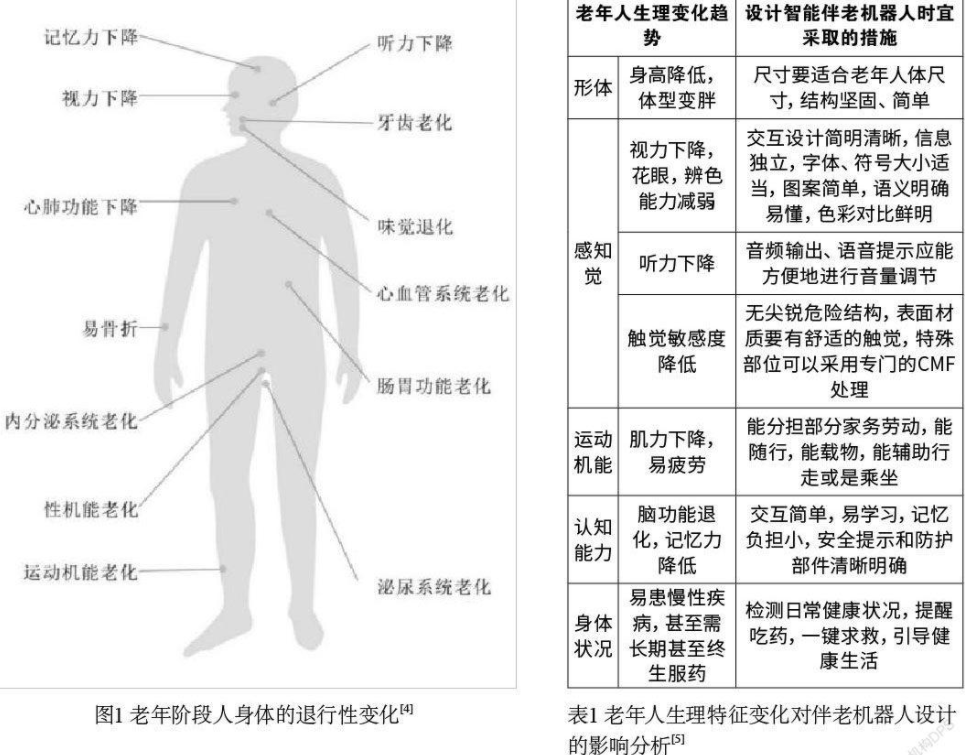 记忆力下降
听力下降
视力下降
牙齿老化
心肺功能下降
味觉退化
心血管系统老化
易骨折
肠胃功能老化
内分泌系统老化
性机能老化
运动机能老化
泌尿系统老化
图1 老年阶段人身体的退行性变化[4]
老年人生理变化趋
势
设计智能伴老机器人时宜
采取的措施
形体
身高降低，
体型变胖
尺寸要适合老年人体尺
寸，结构坚固、简单
感知
觉
视力下降，
花眼，辨色
能力减弱
交互设计简明清晰，信息
独立，字体、符号大小适
当，图案简单，语义明确
易懂，色彩对比鲜明
听力下降
音频输出、语音提示应能
方便地进行音量调节
触觉敏感度
降低
无尖锐危险结构，表面材
质要有舒适的触觉，特殊
部位可以采用专门的CMF
处理
运动
机能
肌力下降，
易疲劳
能分担部分家务劳动，能
随行，能载物，能辅助行
走或是乘坐
认知
能力
脑功能退
化，记忆力
降低
交互简单，易学习，记忆
负担小，安全提示和防护
部件清晰明确
身体
状况
易患慢性疾
病，甚至需
长期甚至终
生服药
检测日常健康状况，提醒
吃药，一键求救，引导健
康生活
表1 老年人生理特征变化对伴老机器人设计
的影响分析[5]